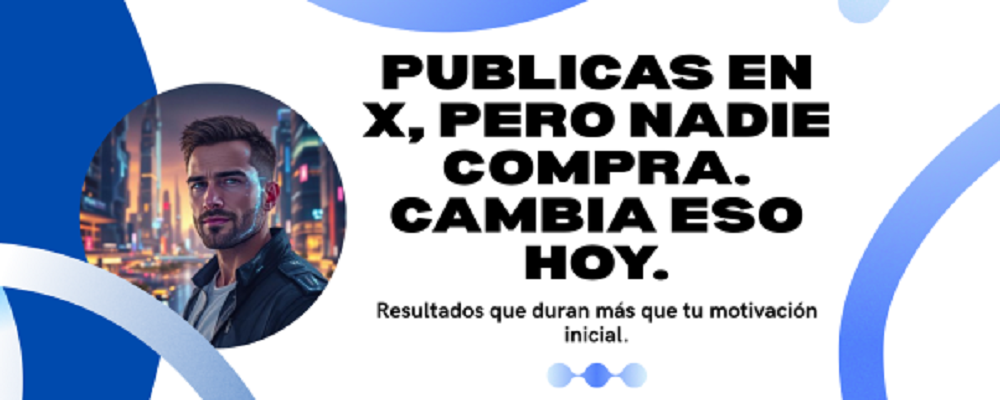 PUBLICAS EN
X, PERO NADIE
COMPRA.
CAMBIA ESO
HOY.
Resultados que duran más que tu motivación
inicial.